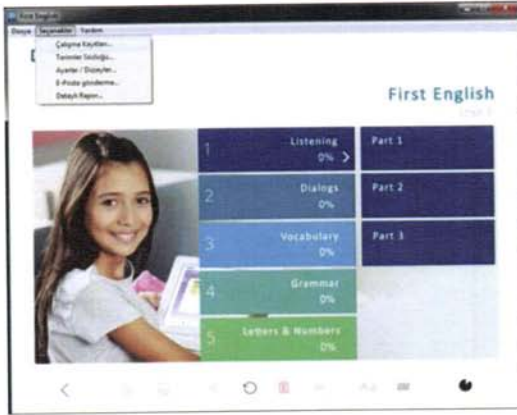 First English
Dosya Seçenekler Yardım
Çalışma Kayıtları...
Terimler Sözlüğü...
Ayarlar / Düzeyler...
E-Posta gönderme...
Detaylı Rapor...
First English
1 Listening 0%
2 Dialogs 0%
3 Vocabulary 0%
4 Grammar 0%
5 Letters & Numbers 0%
Part 1
Part 2
Part 3